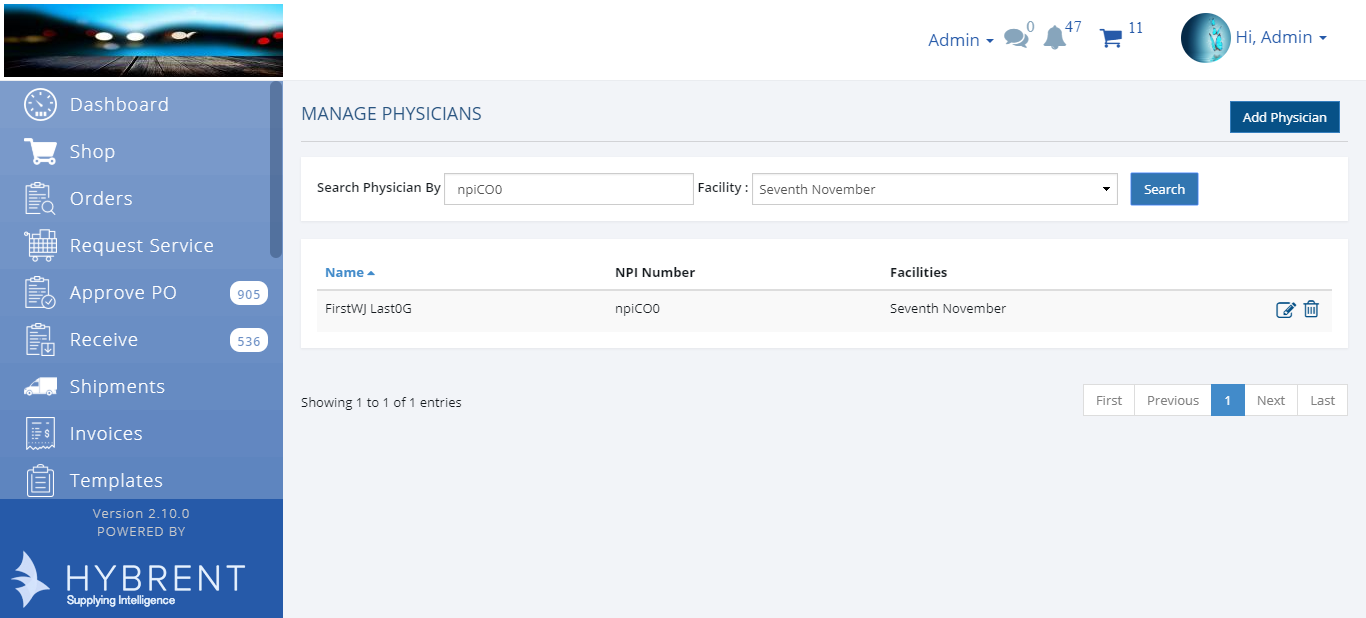 Admin 0 47 11 Hi, Admin
Dashboard
Shop
Orders
Request Service
Approve PO 905
Receive 536
Shipments
Invoices
Templates
Version 2.10.0
POWERED BY
HYBRENT
Supplying Intelligence
MANAGE PHYSICIANS Add Physician
Search Physician By npiCO0 Facility : Seventh November Search
Name NPI Number Facilities
FirstWJ Last0G npiCO0 Seventh November
Showing 1 to 1 of 1 entries First Previous 1 Next Last